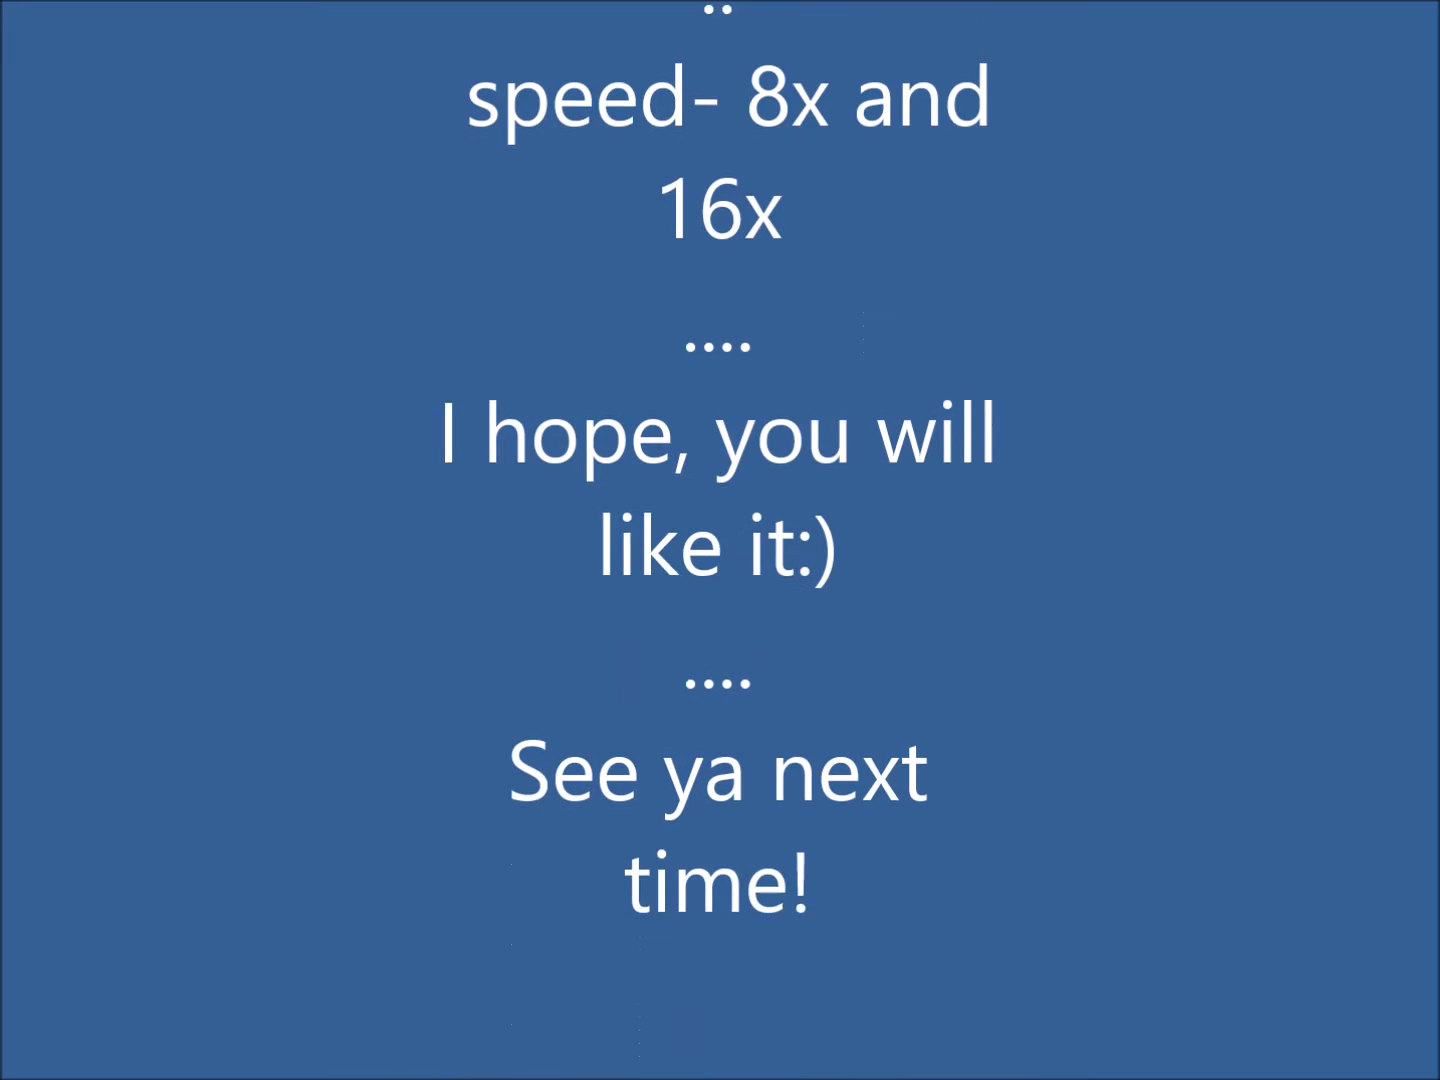 ..
speed- 8x and
16x
....
I hope, you will
like it:)
....
See ya next
time!